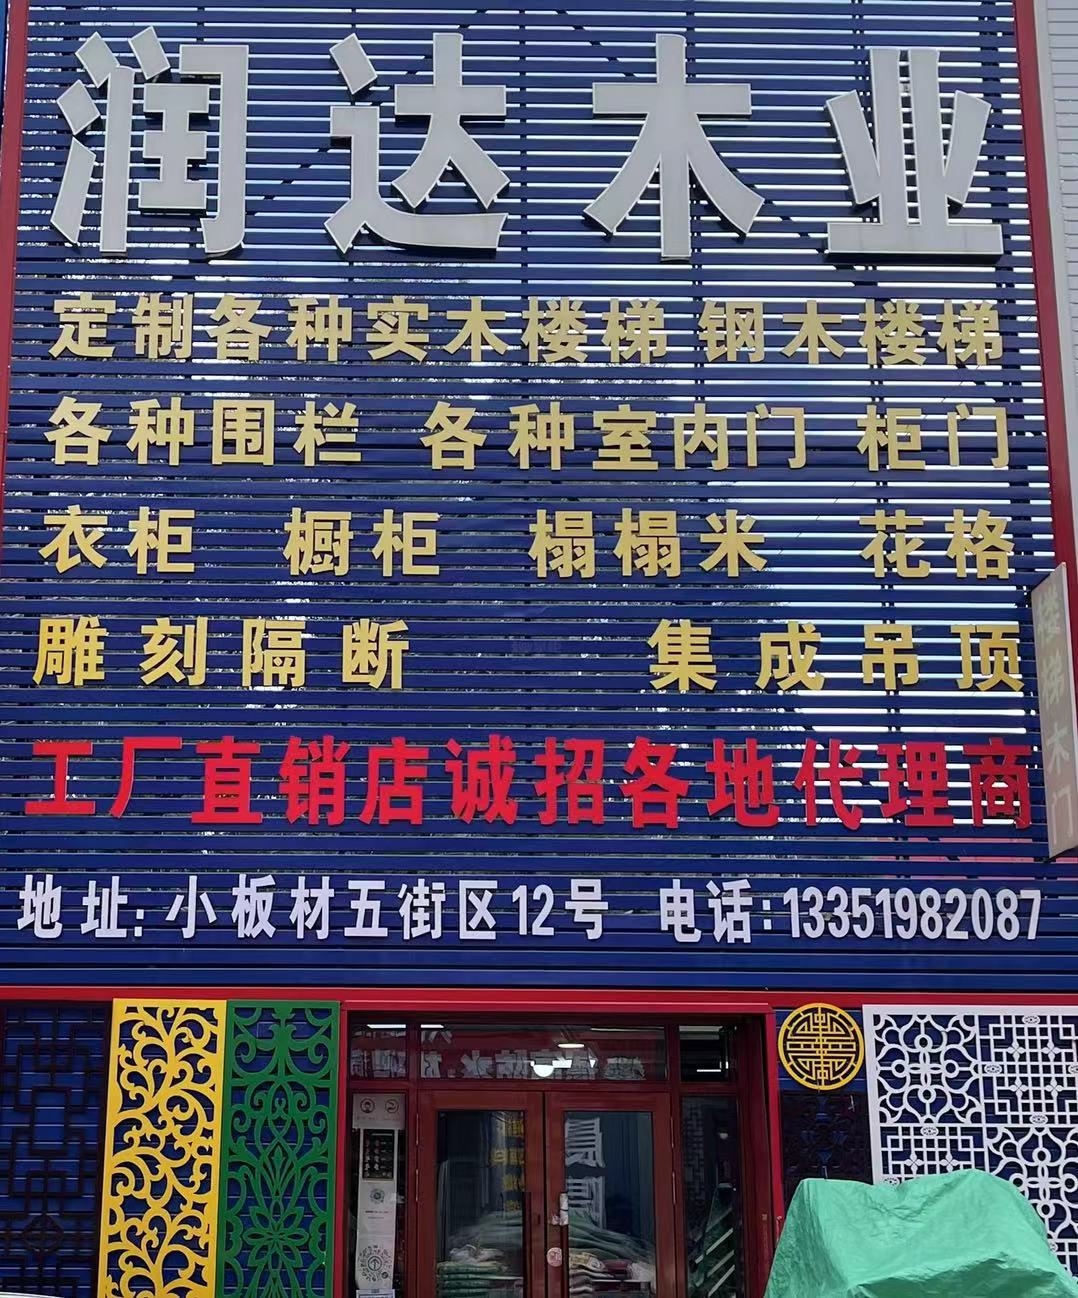 润达木业
定制各种实木楼梯 钢木楼梯
各种围栏 各种室内门 柜门
衣柜 橱柜 榻榻米 花格
雕刻隔断 集成吊顶
工厂直销店诚招各地代理商
地址:小板材五街区12号 电话:13351982087
楼梯木门